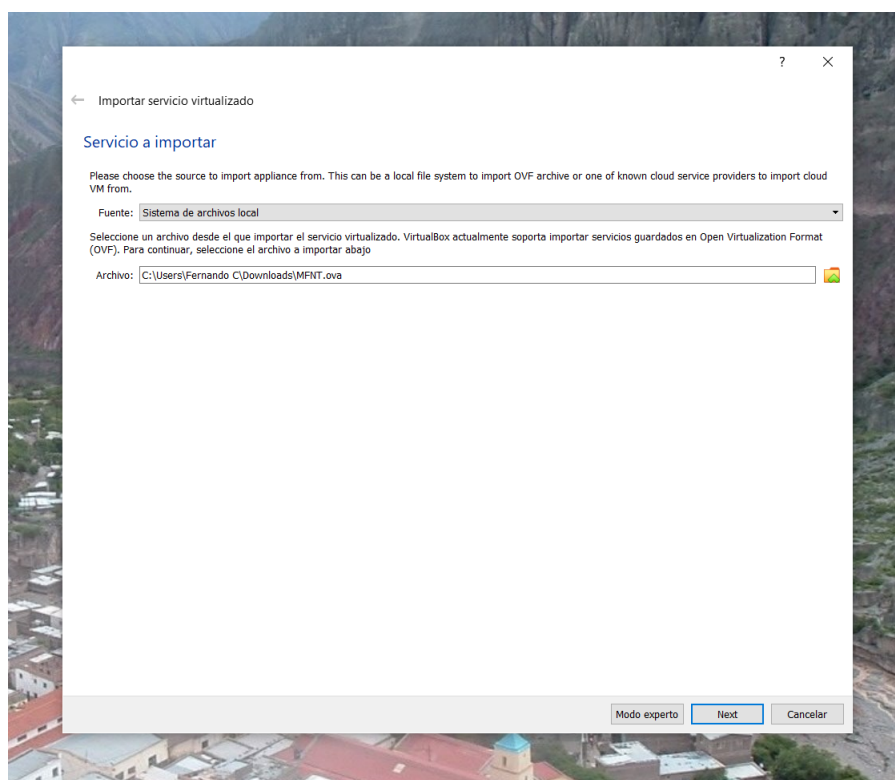 ?
Importar servicio virtualizado
Servicio a importar
Please choose the source to import appliance from. This can be a local file system to import OVF archive or one of known cloud service providers to import cloud
VM from.
Fuente: Sistema de archivos local
Seleccione un archivo desde el que importar el servicio virtualizado. VirtualBox actualmente soporta importar servicios guardados en Open Virtualization Format
(OVF). Para continuar, seleccione el archivo a importar abajo
Archivo: C:\Users\Fernando C\Downloads\MFNT.ova
Modo experto Next Cancelar